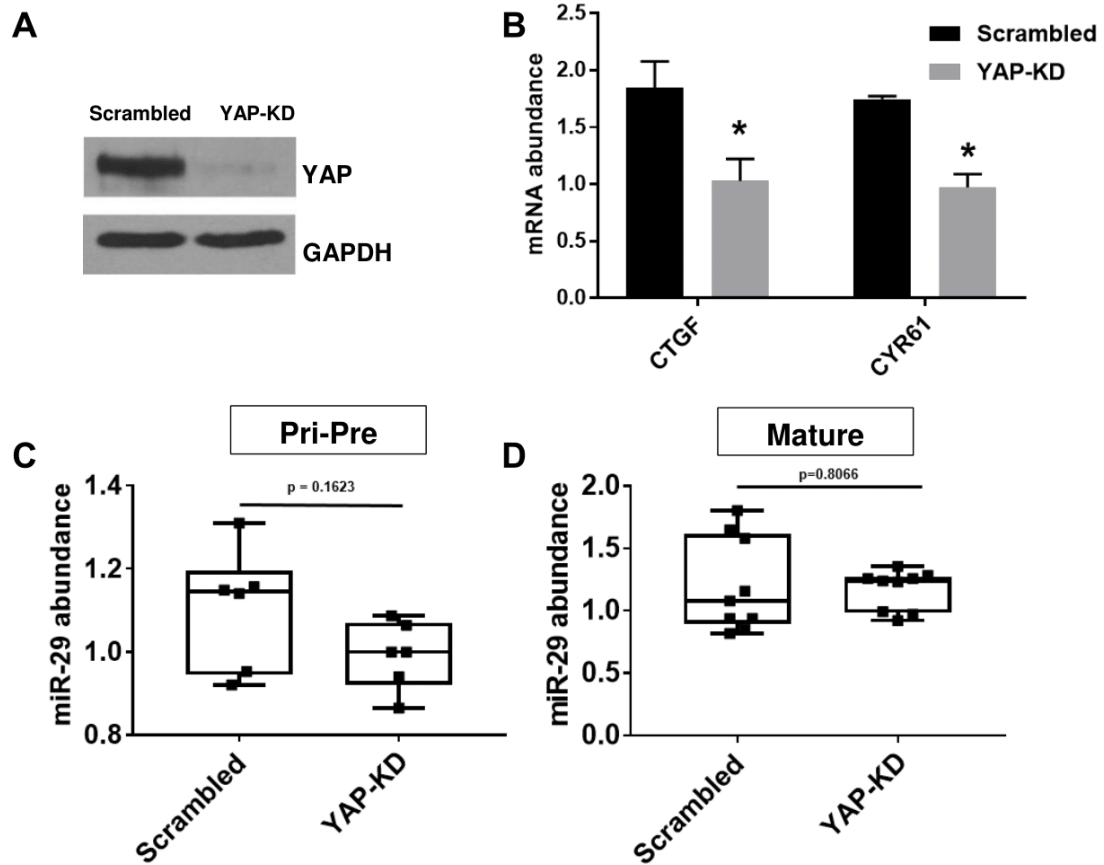 A
Scrambled YAP-KD
YAP
GAPDH
B
mRNA abundance
2.5
2.0
1.5
1.0
0.5
0.0
Scrambled
YAP-KD
*
*
CTGF
CYR61
C
Pri-Pre
miR-29 abundance
p = 0.1623
1.4
1.2
1.0
0.8
Scrambled
YAP-KD
D
Mature
miR-29 abundance
p=0.8066
2.0
1.5
1.0
0.5
0.0
Scrambled
YAP-KD